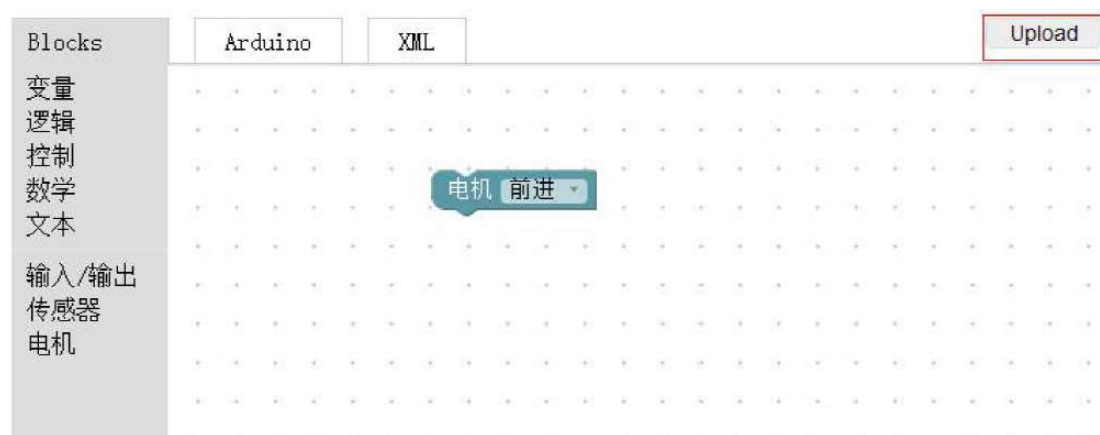 Blocks
Arduino
XML
Upload
变量
逻辑
控制
数学
文本
输入/输出
传感器
电机
电机 前进